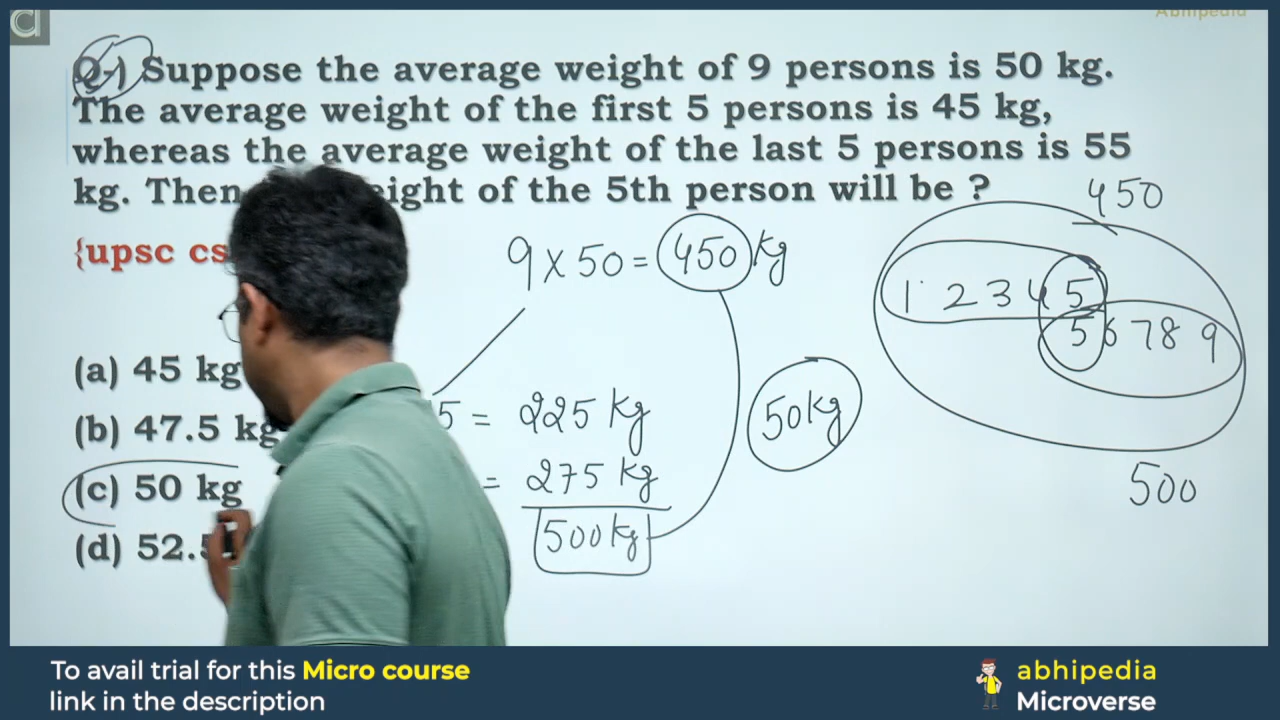 Abhipedia
Q-) Suppose the average weight of 9 persons is 50 kg.
The average weight of the first 5 persons is 45 kg,
whereas the average weight of the last 5 persons is 55
kg. Then eight of the 5th person will be ?
450
{upsc cs
9 x 50 = 450 kg
1 2 3 4 5
5 6 7 8 9
(a) 45 kg
5 = 225 kg
50 kg
(b) 47.5 kg
= 275 kg
(c) 50 kg
500
500 kg
(d) 52.5
To avail trial for this Micro course
link in the description
abhipedia
Microverse